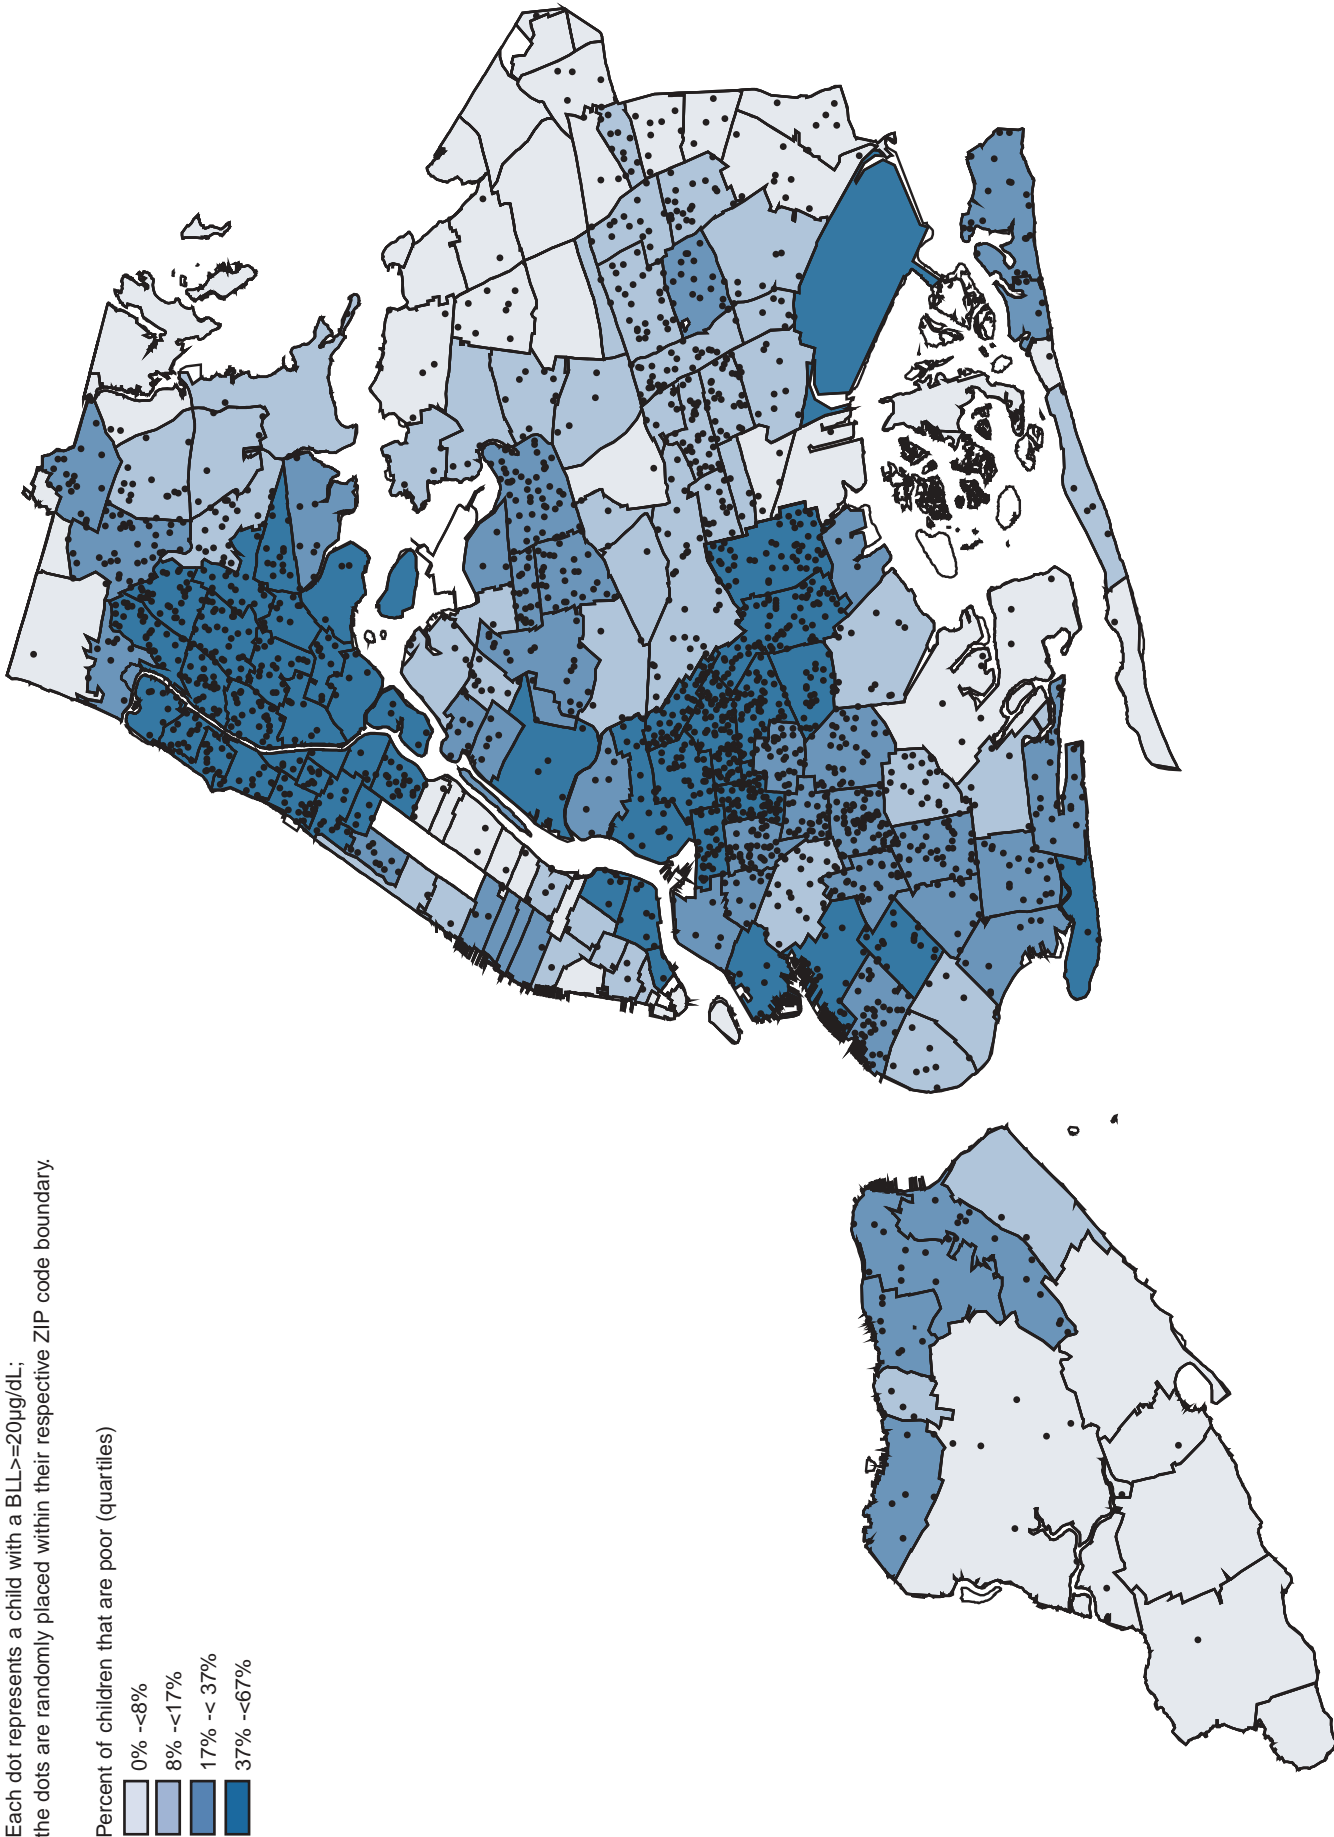 Each dot represents a child with a BLL>=20µg/dL;
the dots are randomly placed within their respective ZIP code boundary.
Percent of children that are poor (quartiles)
0% -<8%
8% -<17%
17% -< 37%
37% -<67%